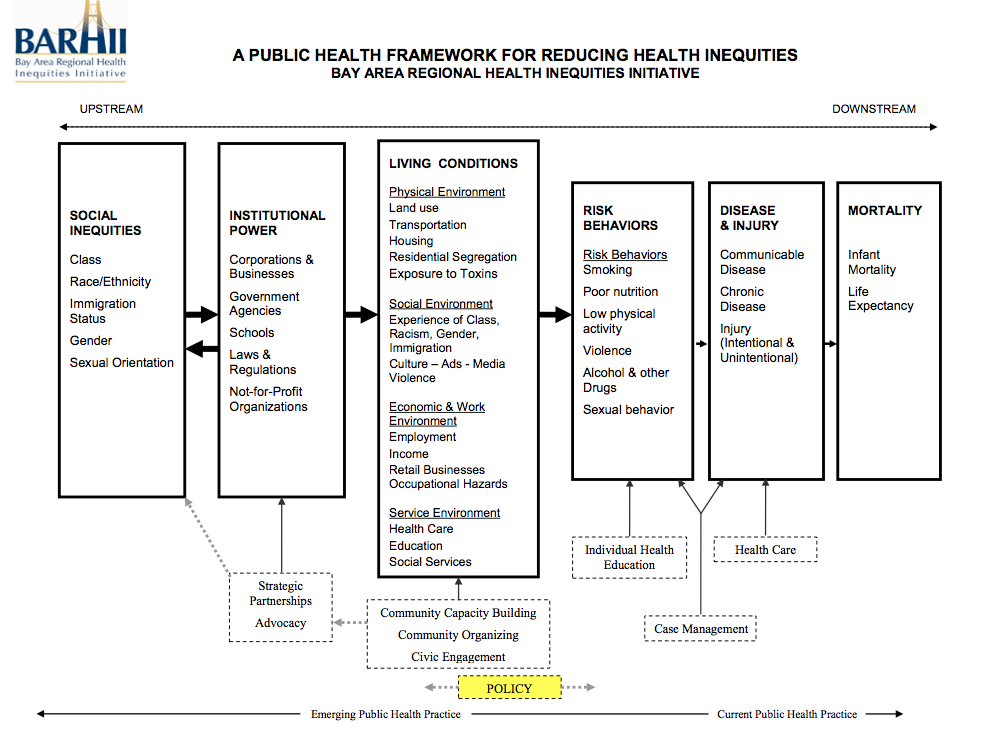 BARHII
Bay Area Regional Health
Inequities Initiative
A PUBLIC HEALTH FRAMEWORK FOR REDUCING HEALTH INEQUITIES
BAY AREA REGIONAL HEALTH INEQUITIES INITIATIVE
UPSTREAM
DOWNSTREAM
SOCIAL
INEQUITIES
Class
Race/Ethnicity
Immigration
Status
Gender
Sexual Orientation
INSTITUTIONAL
POWER
Corporations &
Businesses
Government
Agencies
Schools
Laws &
Regulations
Not-for-Profit
Organizations
LIVING CONDITIONS
Physical Environment
Land use
Transportation
Housing
Residential Segregation
Exposure to Toxins
Social Environment
Experience of Class,
Racism, Gender,
Immigration
Culture – Ads - Media
Violence
Economic & Work
Environment
Employment
Income
Retail Businesses
Occupational Hazards
Service Environment
Health Care
Education
Social Services
RISK
BEHAVIORS
Risk Behaviors
Smoking
Poor nutrition
Low physical
activity
Violence
Alcohol & other
Drugs
Sexual behavior
DISEASE
& INJURY
Communicable
Disease
Chronic
Disease
Injury
(Intentional &
Unintentional)
MORTALITY
Infant
Mortality
Life
Expectancy
Strategic
Partnerships
Advocacy
Community Capacity Building
Community Organizing
Civic Engagement
Individual Health
Education
Health Care
Case Management
POLICY
Emerging Public Health Practice
Current Public Health Practice